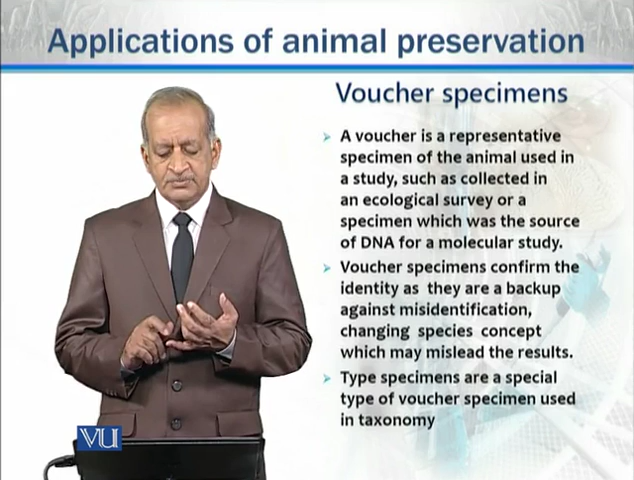 Applications of animal preservation
Voucher specimens
A voucher is a representative
specimen of the animal used in
a study, such as collected in
an ecological survey or a
specimen which was the source
of DNA for a molecular study.
Voucher specimens confirm the
identity as they are a backup
against misidentification,
changing species concept
which may mislead the results.
Type specimens are a special
type of voucher specimen used
in taxonomy
VU